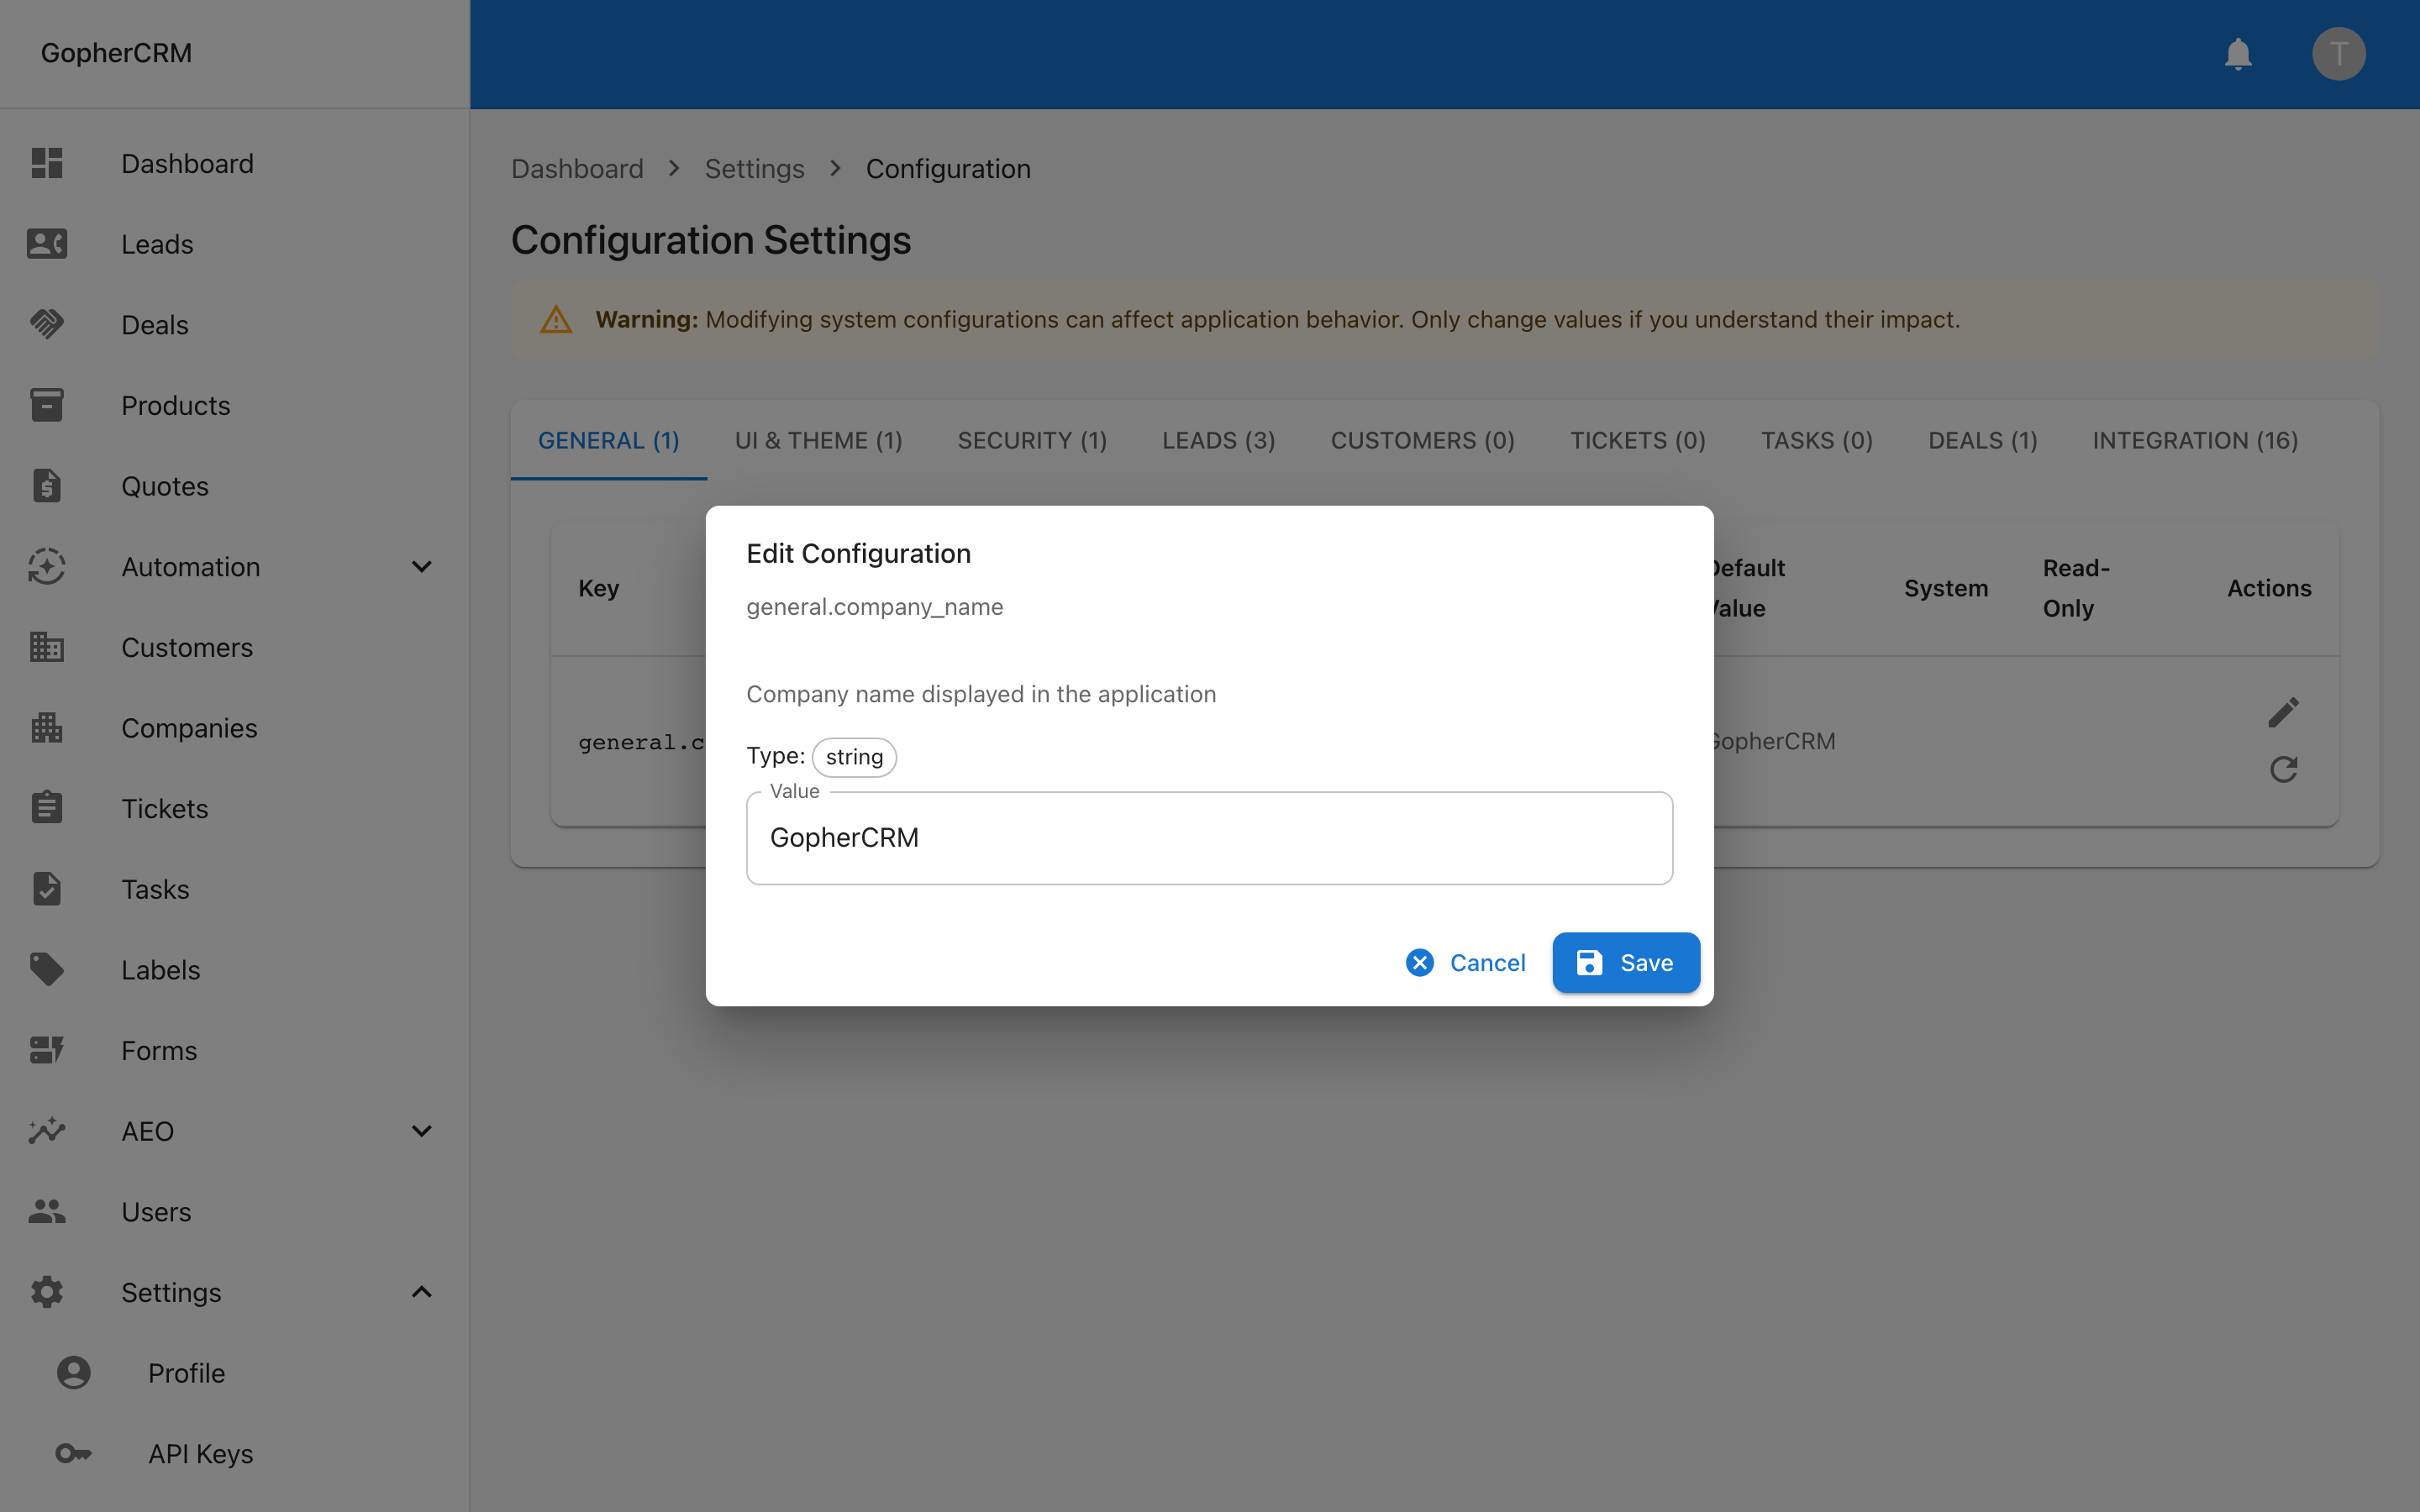 GopherCRM
T
Dashboard
Leads
Deals
Products
Quotes
Automation
Customers
Companies
Tickets
Tasks
Labels
Forms
AEO
Users
Settings
Profile
API Keys
Dashboard > Settings > Configuration
Configuration Settings
Warning: Modifying system configurations can affect application behavior. Only change values if you understand their impact.
GENERAL (1) UI & THEME (1) SECURITY (1) LEADS (3) CUSTOMERS (0) TICKETS (0) TASKS (0) DEALS (1) INTEGRATION (16)
Key Default Value System Read-Only Actions
general.c GopherCRM
Edit Configuration
general.company_name
Company name displayed in the application
Type: string
Value
GopherCRM
Cancel Save